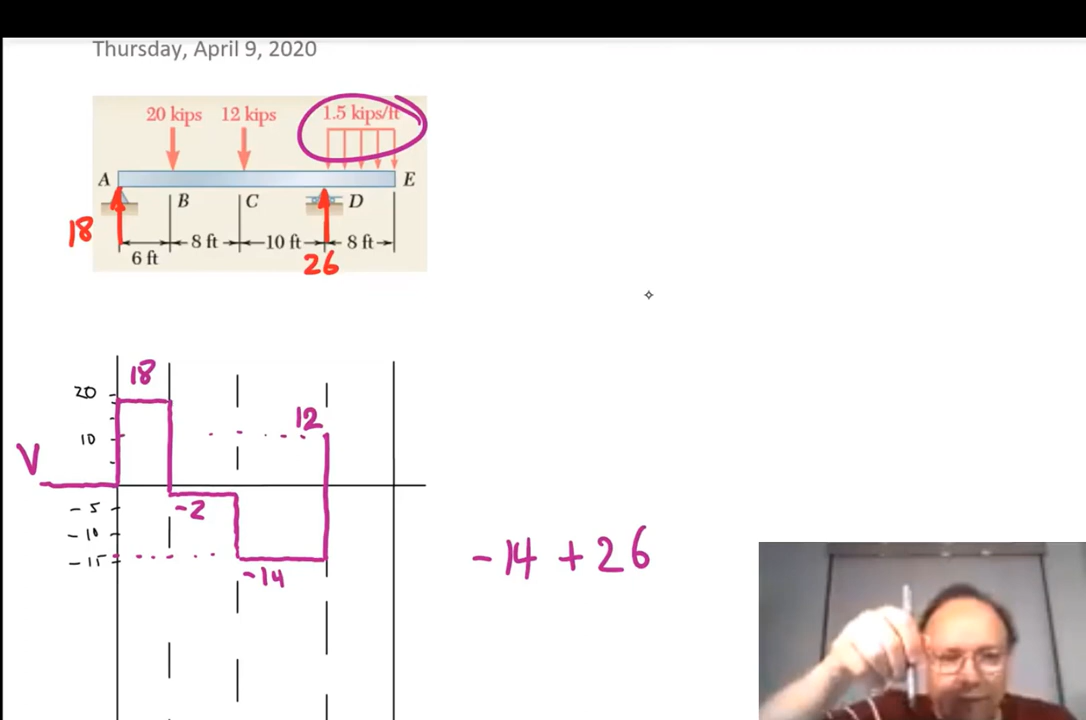 Thursday, April 9, 2020
20 kips 12 kips 1.5 kips/ft
A E
B C D
18
8 ft 10 ft 8 ft
6 ft
26
18
20
12
10
V
-5 -2
-10
-15
-14
-14 + 26